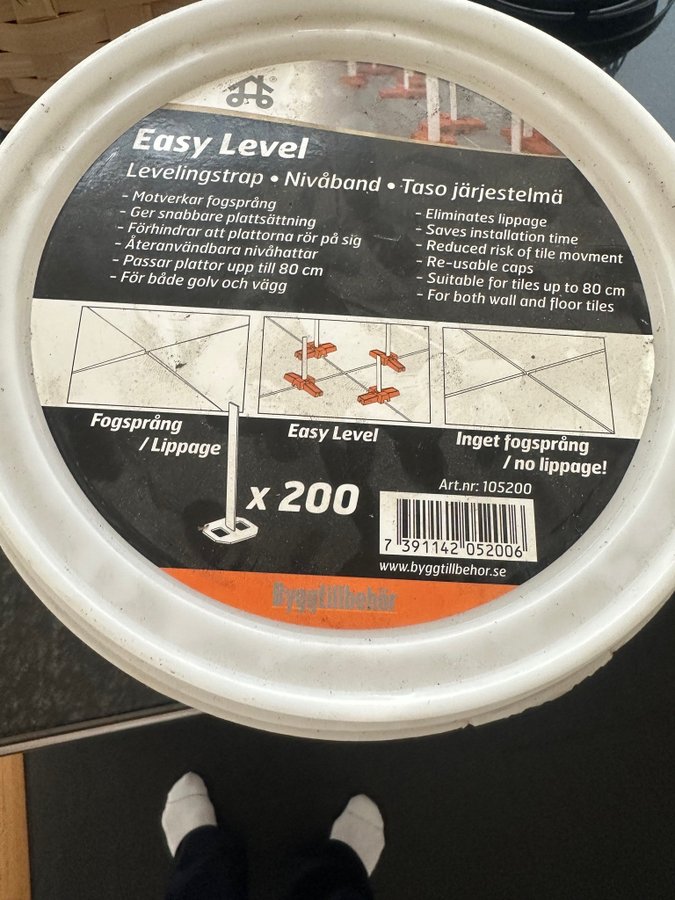 Easy Level
Levelingstrap • Nivåband • Taso järjestelmä
- Motverkar fogsprång
- Ger snabbare plattsättning
- Förhindrar att plattorna rör på sig
- Återanvändbara nivåhattar
- Passar plattor upp till 80 cm
- För både golv och vägg
- Eliminates lippage
- Saves installation time
- Reduced risk of tile movment
- Re-usable caps
- Suitable for tiles up to 80 cm
- For both wall and floor tiles
Fogsprång
/ Lippage
Easy Level
Inget fogsprång
/ no lippage!
x 200
Art.nr: 105200
7 391142 052006
www.byggtillbehor.se
Byggtillbehör